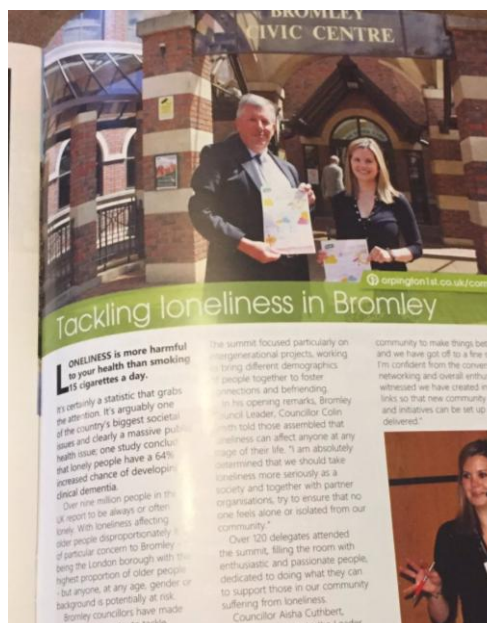 BROMLEY
CIVIC CENTRE
orpington1st.co.uk/com
Tackling loneliness in Bromley
LONELINESS is more harmful
to your health than smoking
15 cigarettes a day.
It's certainly a statistic that grabs
the attention. It's arguably one
of the country's biggest societal
issues and clearly a massive public
health issue, one study conclu
that lonely people have a 64%
increased chance of developing
clinical dementia.
Over nine million people in the
UK report to be always or often
lonely. With loneliness affecting
older people disproportionately
of particular concern to Bromley
being the London borough with the
highest proportion of older people
- but anyone, at any age, gender or
background is potentially at risk.
Bromley councillors have made
tackle
The summit focused particularly on
intergenerational projects, working
to bring different demographics
of people together to foster
connections and befriending.
In his opening remarks, Bromley
Council Leader, Councillor Colin
Smith told those assembled that
loneliness can affect anyone at any
stage of their life. "I am absolutely
determined that we should take
loneliness more seriously as a
society and together with partner
organisations, try to ensure that no
one feels alone or isolated from our
community."
Over 120 delegates attended
the summit, filling the room with
enthusiastic and passionate people,
dedicated to doing what they can
to support those in our community
suffering from loneliness.
Councillor Aisha Cuthbert,
Leader
community to make things bet
and we have got off to a fine
I'm confident from the conver
networking and overall enthu
witnessed we have created
links so that new community
and initiatives can be set up
delivered."